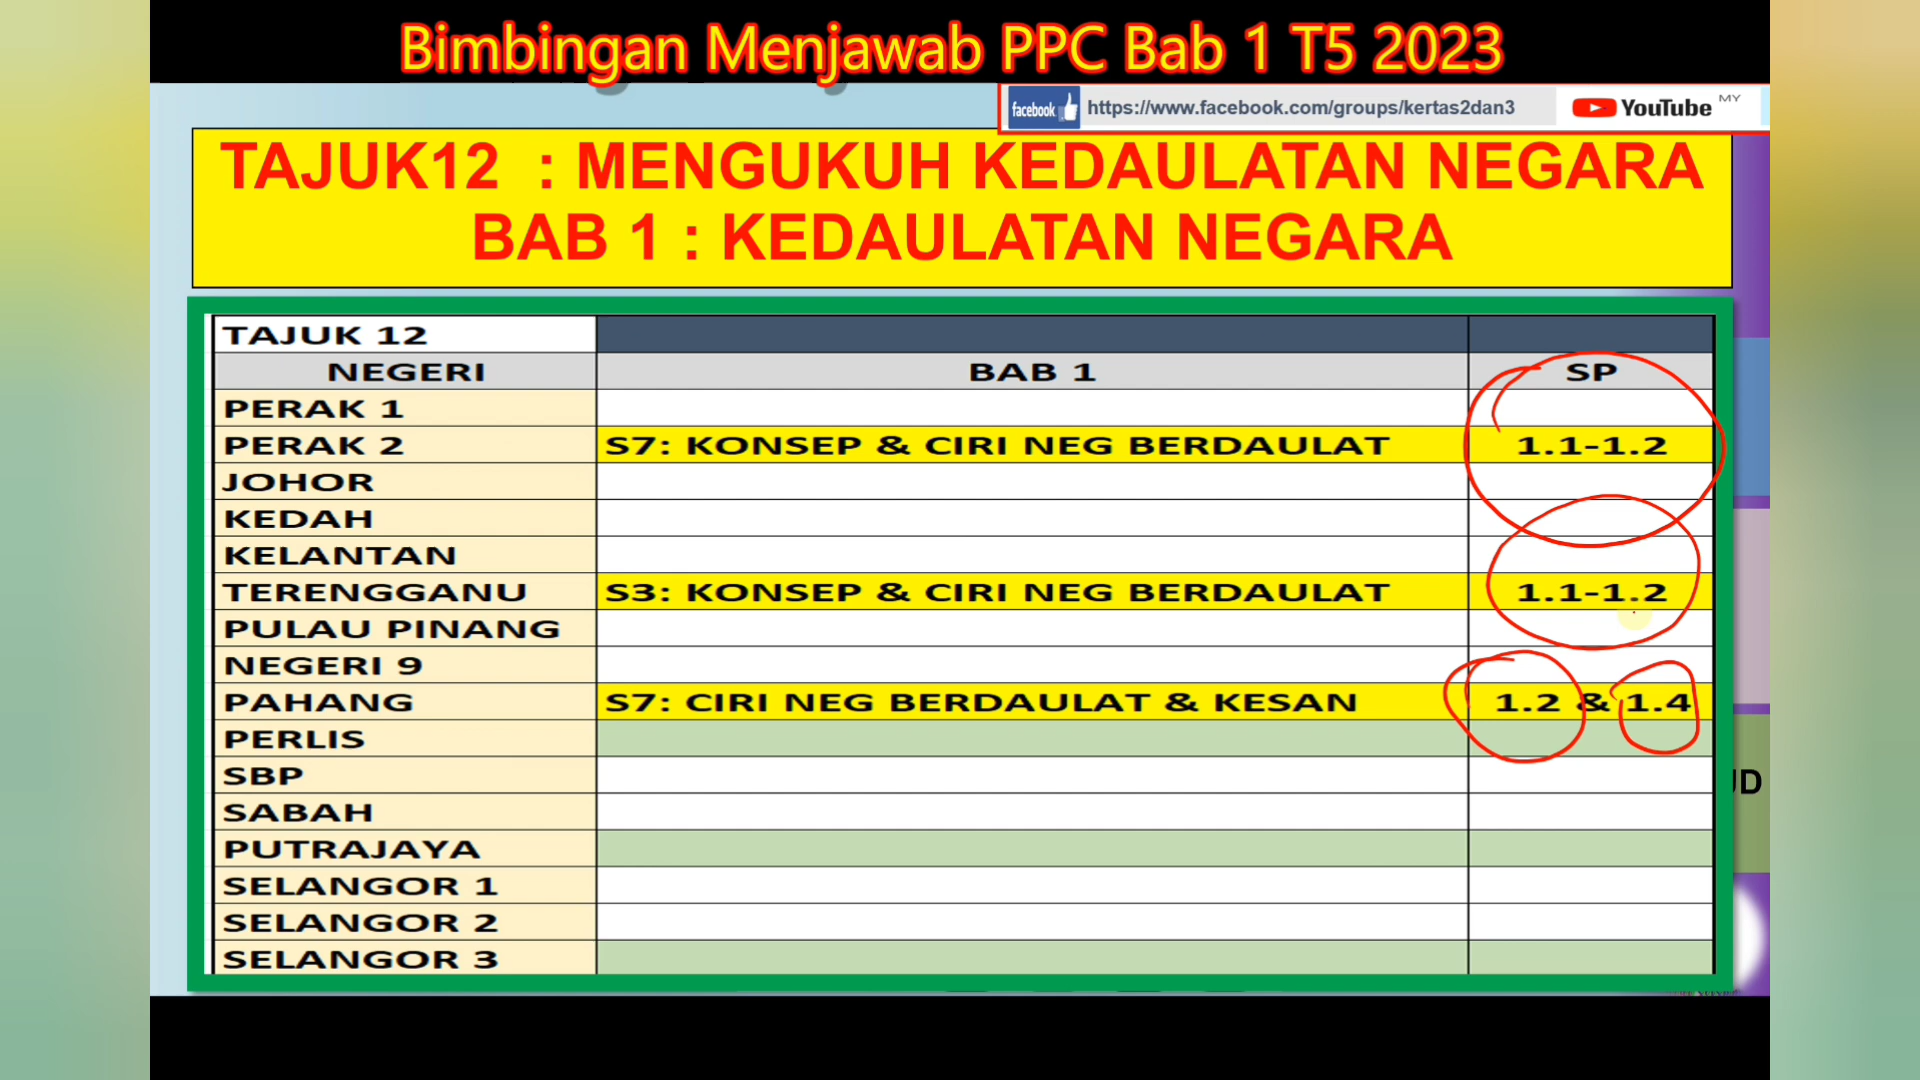 Bimbingan Menjawab PPC Bab 1 T5 2023
facebook https://www.facebook.com/groups/kertas2dan3 YouTube MY
TAJUK12 : MENGUKUH KEDAULATAN NEGARA
BAB 1 : KEDAULATAN NEGARA
TAJUK 12
NEGERI BAB 1 SP
PERAK 1
PERAK 2 S7: KONSEP & CIRI NEG BERDAULAT 1.1-1.2
JOHOR
KEDAH
KELANTAN
TERENGGANU S3: KONSEP & CIRI NEG BERDAULAT 1.1-1.2
PULAU PINANG
NEGERI 9
PAHANG S7: CIRI NEG BERDAULAT & KESAN 1.2 & 1.4
PERLIS
SBP
SABAH
PUTRAJAYA
SELANGOR 1
SELANGOR 2
SELANGOR 3